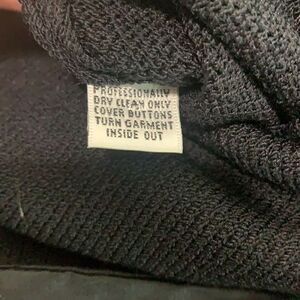 PROFESSIONALLY
DRY CLEAN ONLY
COVER BUTTONS
TURN GARMENT
INSIDE OUT